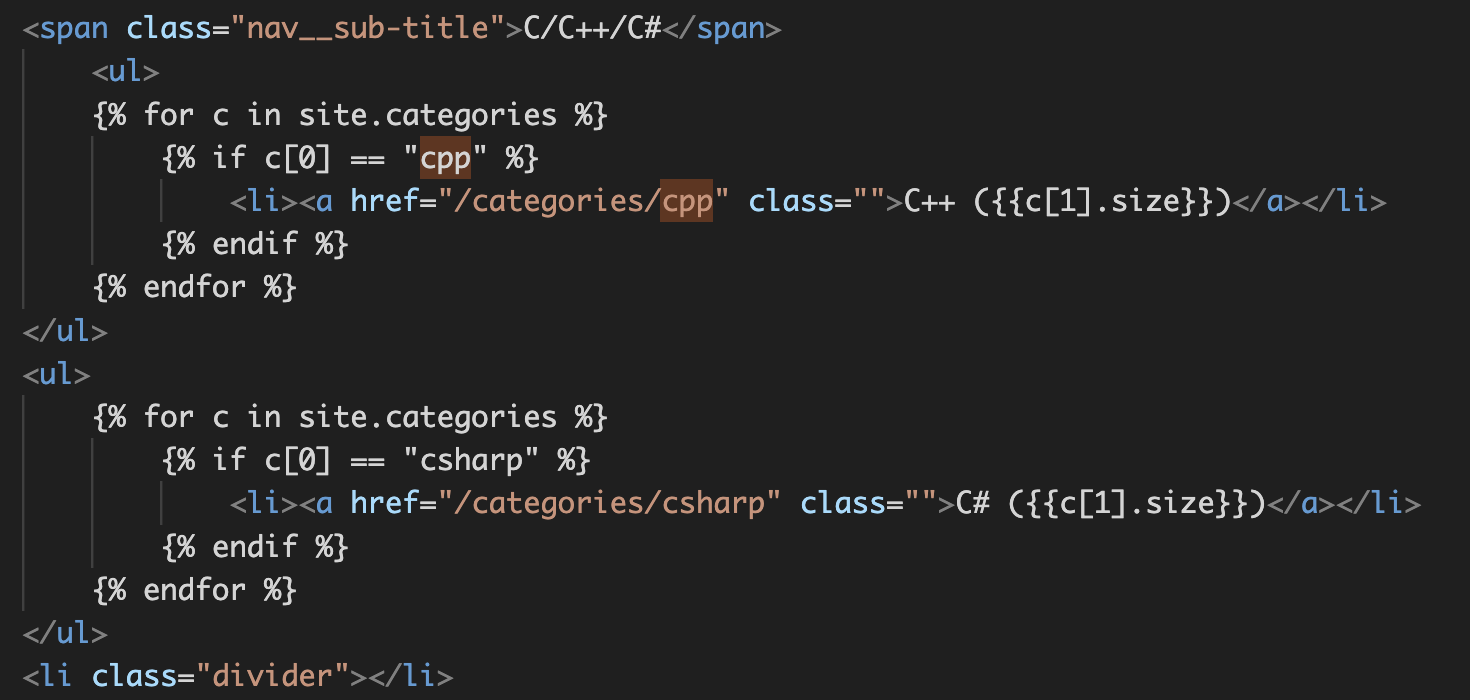 <span class="nav__sub-title">C/C++/C#</span>
<ul>
{% for c in site.categories %}
{% if c[0] == "cpp" %}
<li><a href="/categories/cpp" class="">C++ ({{c[1].size}})</a></li>
{% endif %}
{% endfor %}
</ul>
<ul>
{% for c in site.categories %}
{% if c[0] == "csharp" %}
<li><a href="/categories/csharp" class="">C# ({{c[1].size}})</a></li>
{% endif %}
{% endfor %}
</ul>
<li class="divider"></li>